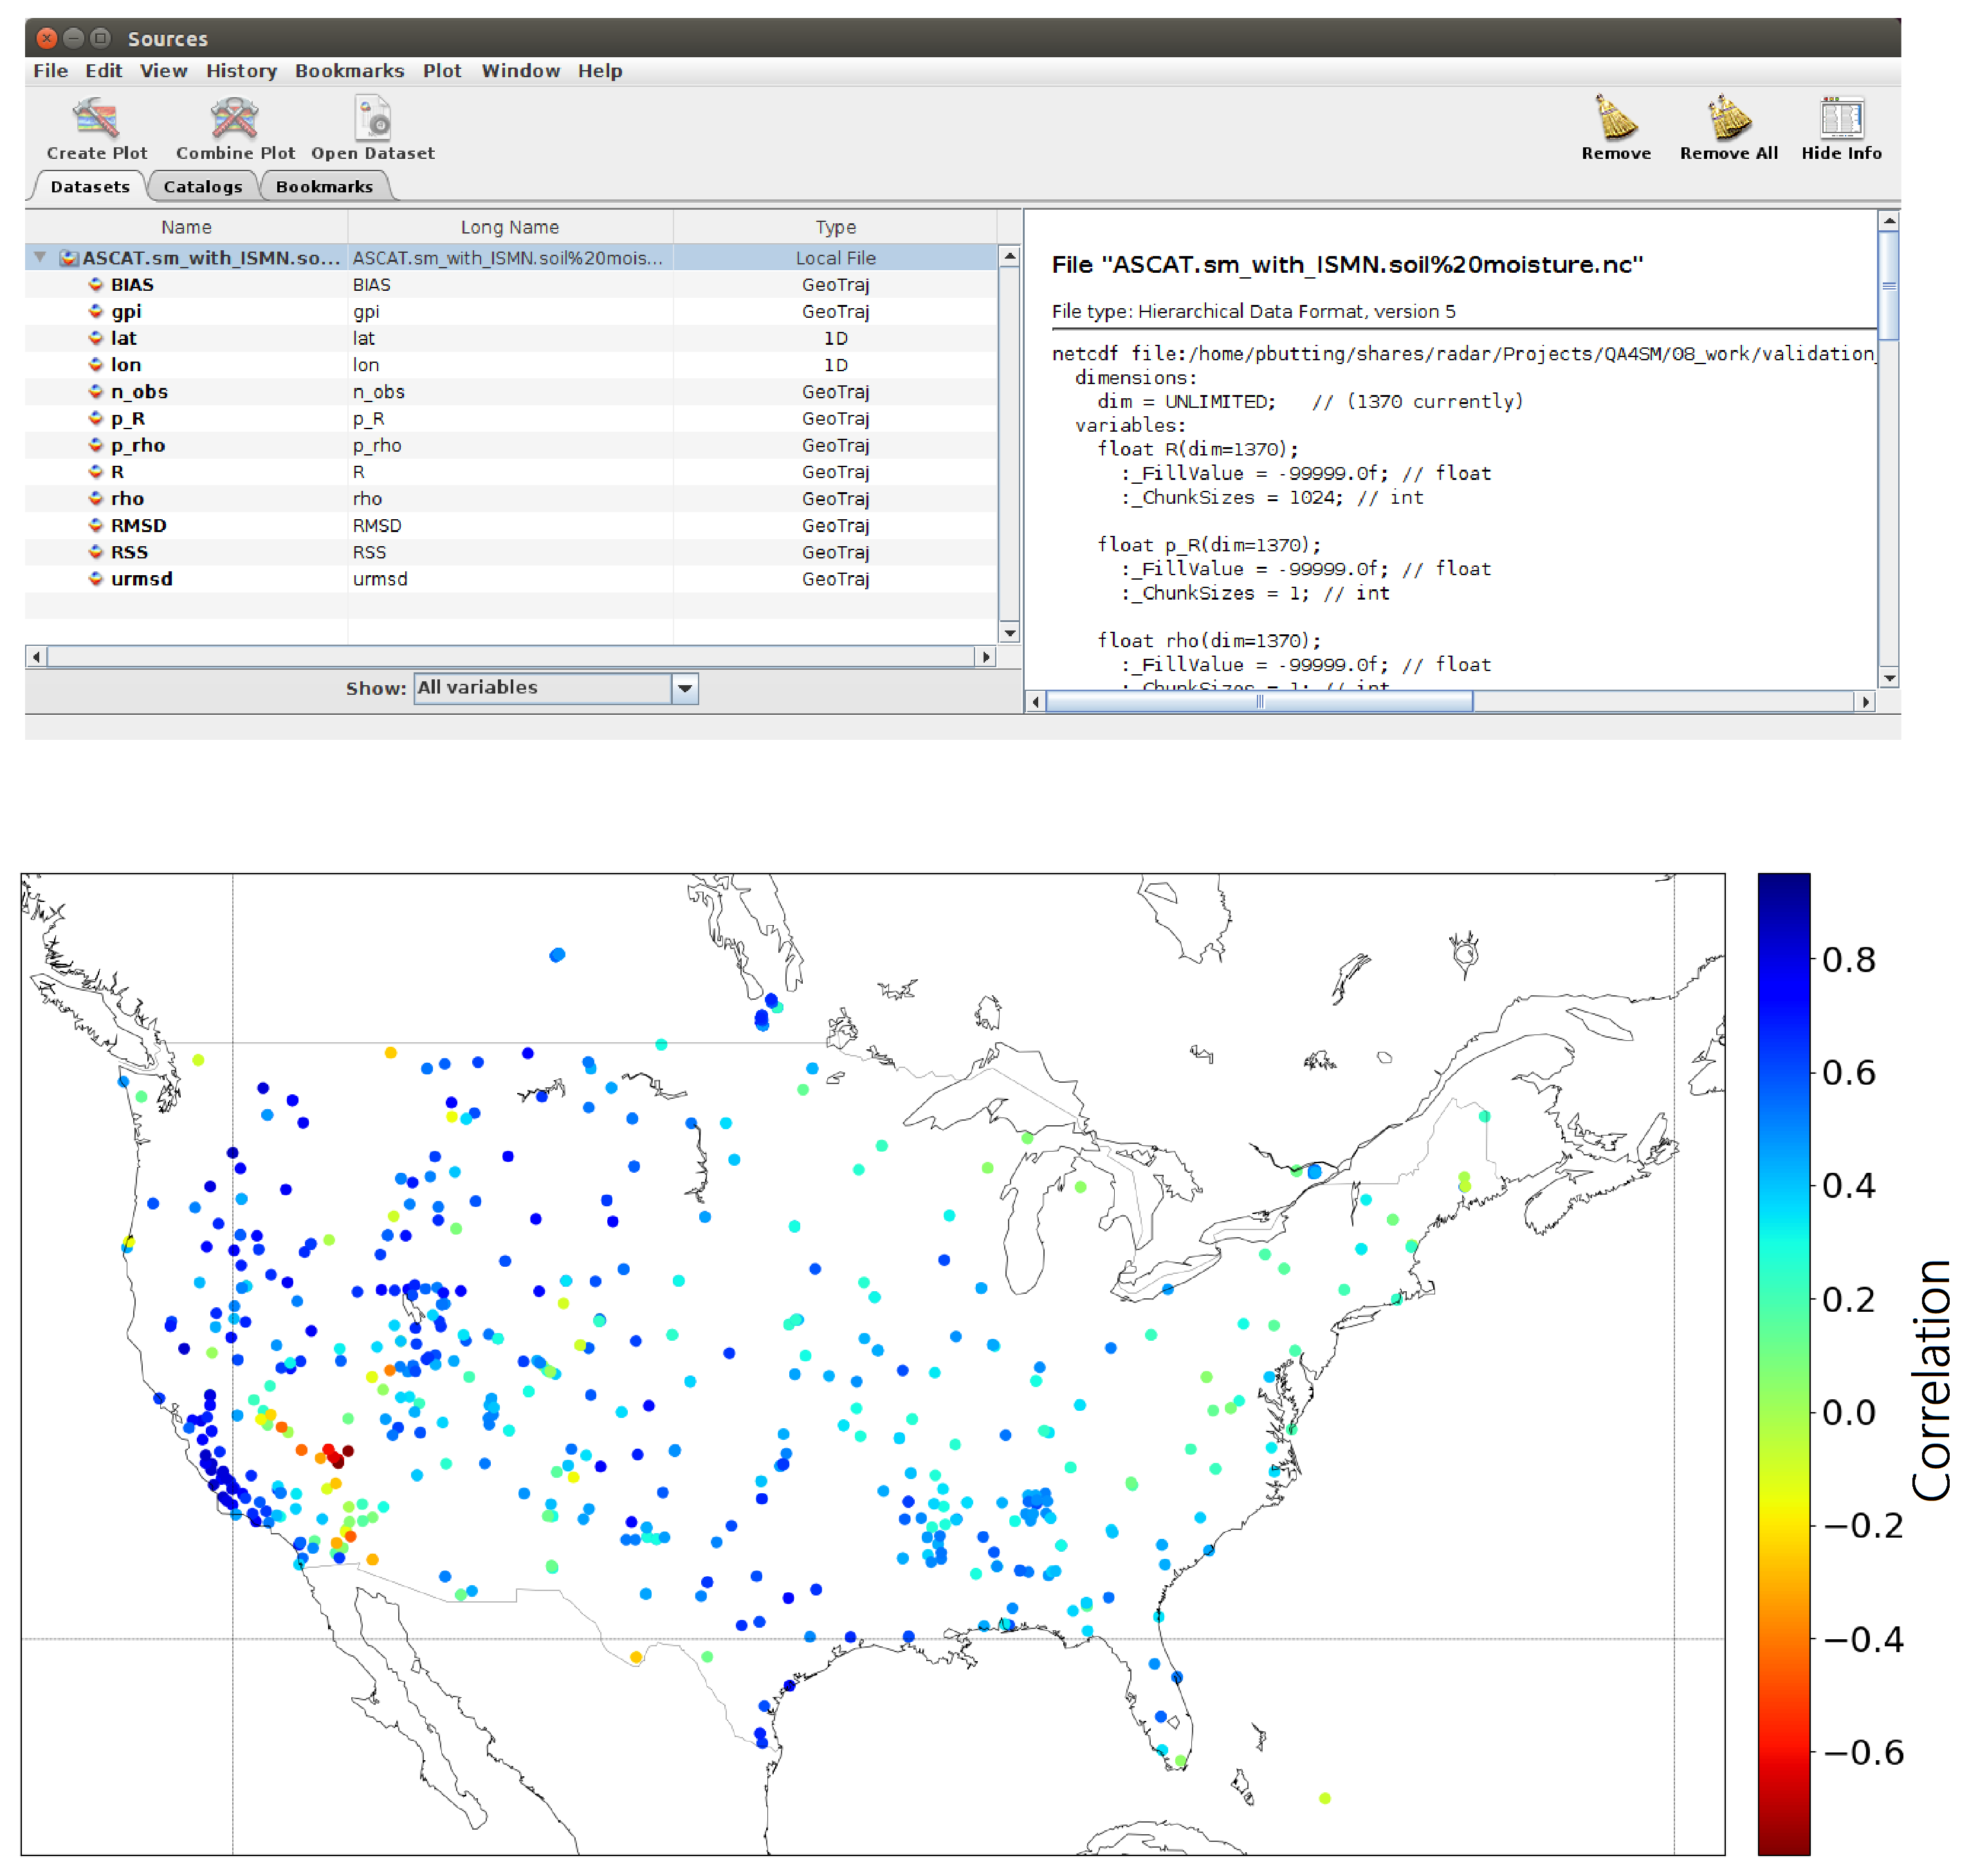 Sources
File Edit View History Bookmarks Plot Window Help
Create Plot Combine Plot Open Dataset Remove Remove All Hide Info
Datasets Catalogs Bookmarks
Name Long Name Type
ASCAT.sm_with_ISMN.so... ASCAT.sm_with_ISMN.soil%20mois... Local File
BIAS BIAS GeoTraj
gpi gpi GeoTraj
lat lat 1D
lon lon 1D
n_obs n_obs GeoTraj
p_R p_R GeoTraj
p_rho p_rho GeoTraj
R R GeoTraj
rho rho GeoTraj
RMSD RMSD GeoTraj
RSS RSS GeoTraj
urmsd urmsd GeoTraj
Show: All variables
File "ASCAT.sm_with_ISMN.soil%20moisture.nc"
File type: Hierarchical Data Format, version 5
netcdf file:/home/pbutting/shares/radar/Projects/QA4SM/08_work/validation_
dimensions:
dim = UNLIMITED; // (1370 currently)
variables:
float R(dim=1370);
:_FillValue = -99999.0f; // float
:_ChunkSizes = 1024; // int
float p_R(dim=1370);
:_FillValue = -99999.0f; // float
:_ChunkSizes = 1; // int
float rho(dim=1370);
:_FillValue = -99999.0f; // float
:_ChunkSizes = 1; // int
0.8
0.6
0.4
0.2
0.0
−0.2
−0.4
−0.6
Correlation